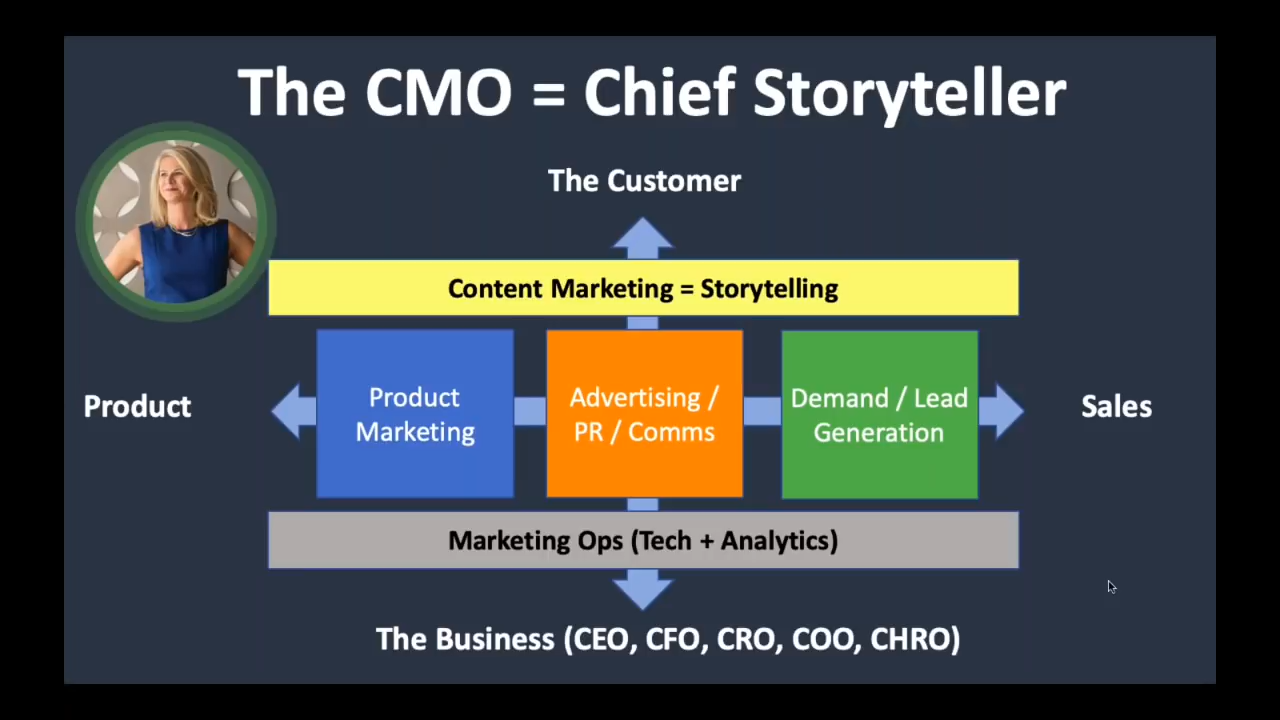 The CMO = Chief Storyteller
The Customer
Content Marketing = Storytelling
Product
Product
Marketing
Advertising /
PR / Comms
Demand / Lead
Generation
Sales
Marketing Ops (Tech + Analytics)
The Business (CEO, CFO, CRO, COO, CHRO)